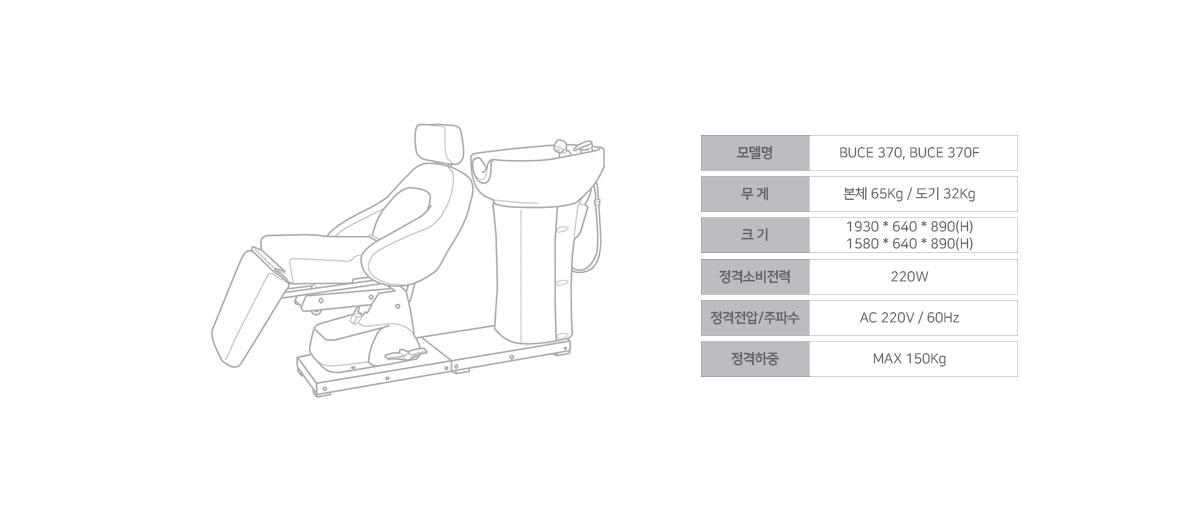 모델명 BUCE 370, BUCE 370F
무 게 본체 65Kg / 도기 32Kg
크 기 1930 * 640 * 890(H)
1580 * 640 * 890(H)
정격소비전력 220W
정격전압/주파수 AC 220V / 60Hz
정격하중 MAX 150Kg